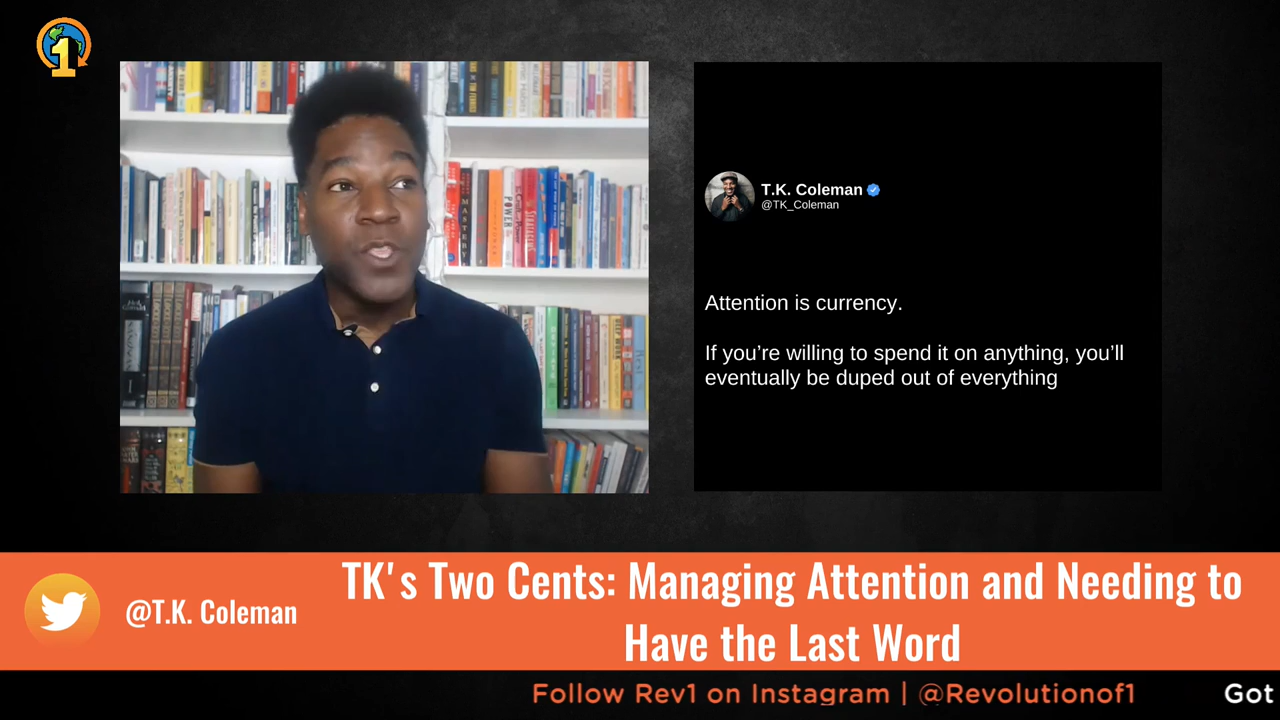 1
MASTERY
POWER
T.K. Coleman
@TK_Coleman
Attention is currency.
If you’re willing to spend it on anything, you’ll
eventually be duped out of everything
@T.K. Coleman
TK's Two Cents: Managing Attention and Needing to
Have the Last Word
Follow Rev1 on Instagram | @Revolutionof1
Got